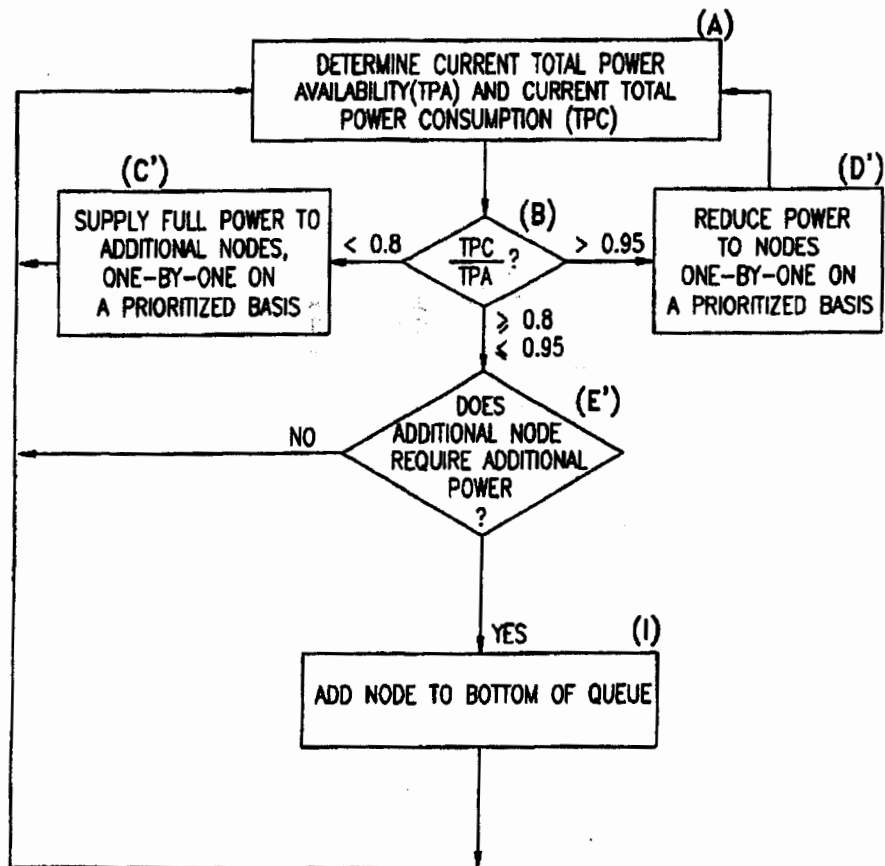 (A)
DETERMINE CURRENT TOTAL POWER
AVAILABILITY(TPA) AND CURRENT TOTAL
POWER CONSUMPTION (TPC)
(C')
SUPPLY FULL POWER TO
ADDITIONAL NODES,
ONE-BY-ONE ON
A PRIORITIZED BASIS
< 0.8
(B)
TPC
TPA
?
> 0.95
(D')
REDUCE POWER
TO NODES
ONE-BY-ONE ON
A PRIORITIZED BASIS
⩾ 0.8
⩽ 0.95
(E')
DOES
ADDITIONAL NODE
REQUIRE ADDITIONAL
POWER
?
NO
YES
(I)
ADD NODE TO BOTTOM OF QUEUE